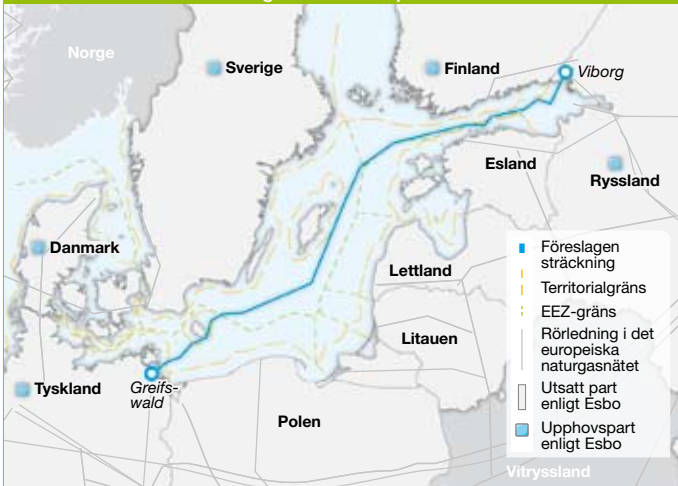 Norge
Sverige
Finland
Viborg
Esland
Ryssland
Danmark
Lettland
Litauen
Tyskland
Greifs-
wald
Polen
Vitryssland
Föreslagen
sträckning
Territorialgräns
EEZ-gräns
Rörledning i det
europeiska
naturgasnätet
Utsatt part
enligt Esbo
Upphovspart
enligt Esbo